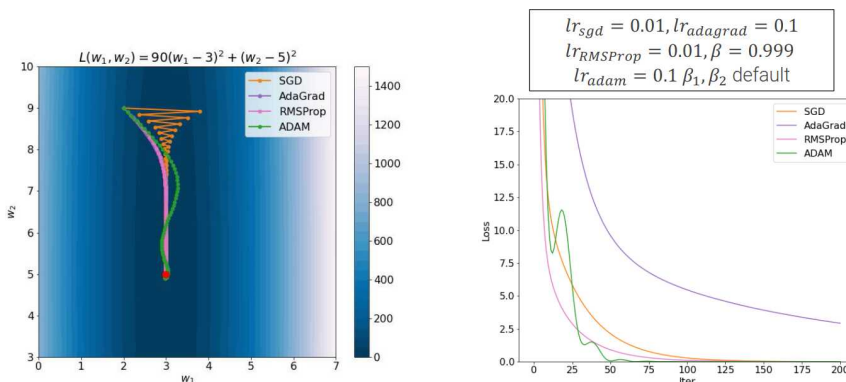 L(w₁, w₂) = 90(w₁ − 3)² + (w₂ − 5)²
SGD
AdaGrad
RMSProp
ADAM
10
9
8
7
6
5
4
3
w₂
0 1 2 3 4 5 6 7
w₁
1400
1200
1000
800
600
400
200
0
lr_sgd = 0.01, lr_adagrad = 0.1
lr_RMSProp = 0.01, β = 0.999
lr_adam = 0.1 β₁, β₂ default
SGD
AdaGrad
RMSProp
ADAM
20.0
17.5
15.0
12.5
10.0
7.5
5.0
2.5
0.0
Loss
0 25 50 75 100 125 150 175 200
Iter